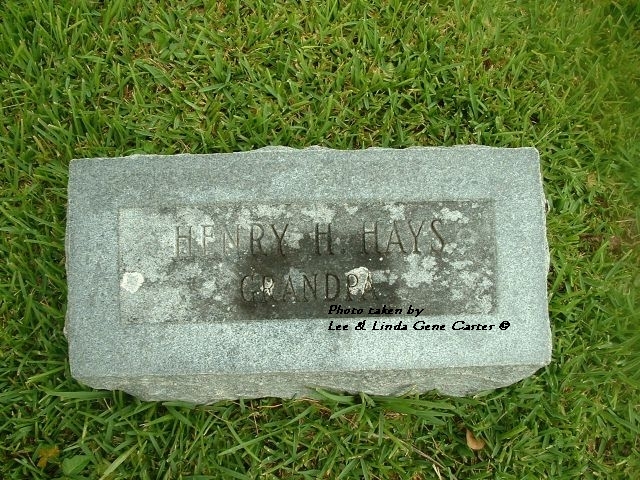 HENRY H HAYS
GRANDPA
Photo taken by
Lee & Linda Gene Carter ©